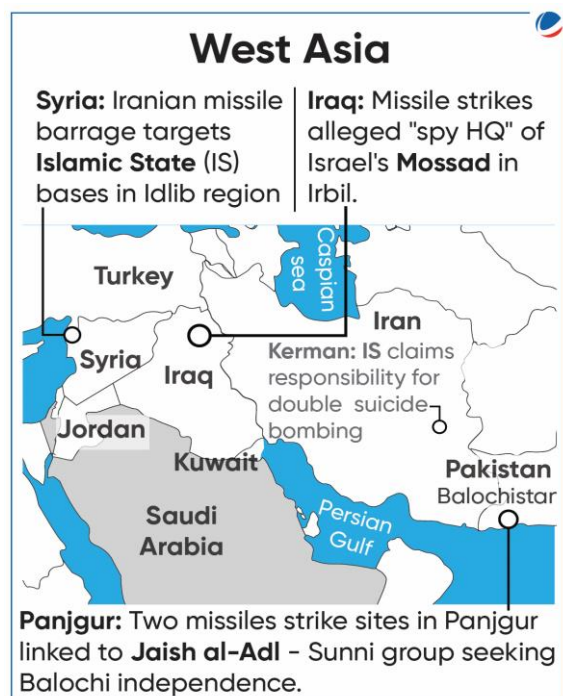 West Asia
Syria: Iranian missile
barrage targets
Islamic State (IS)
bases in Idlib region
Iraq: Missile strikes
alleged "spy HQ" of
Israel's Mossad in
Irbil.
Caspian
sea
Turkey
Iran
Syria
Iraq
Kerman: IS claims
responsibility for
double suicide
bombing
Jordan
Kuwait
Pakistan
Balochistan
Saudi
Arabia
Persian
Gulf
Panjgur: Two missiles strike sites in Panjgur
linked to Jaish al-Adl - Sunni group seeking
Balochi independence.